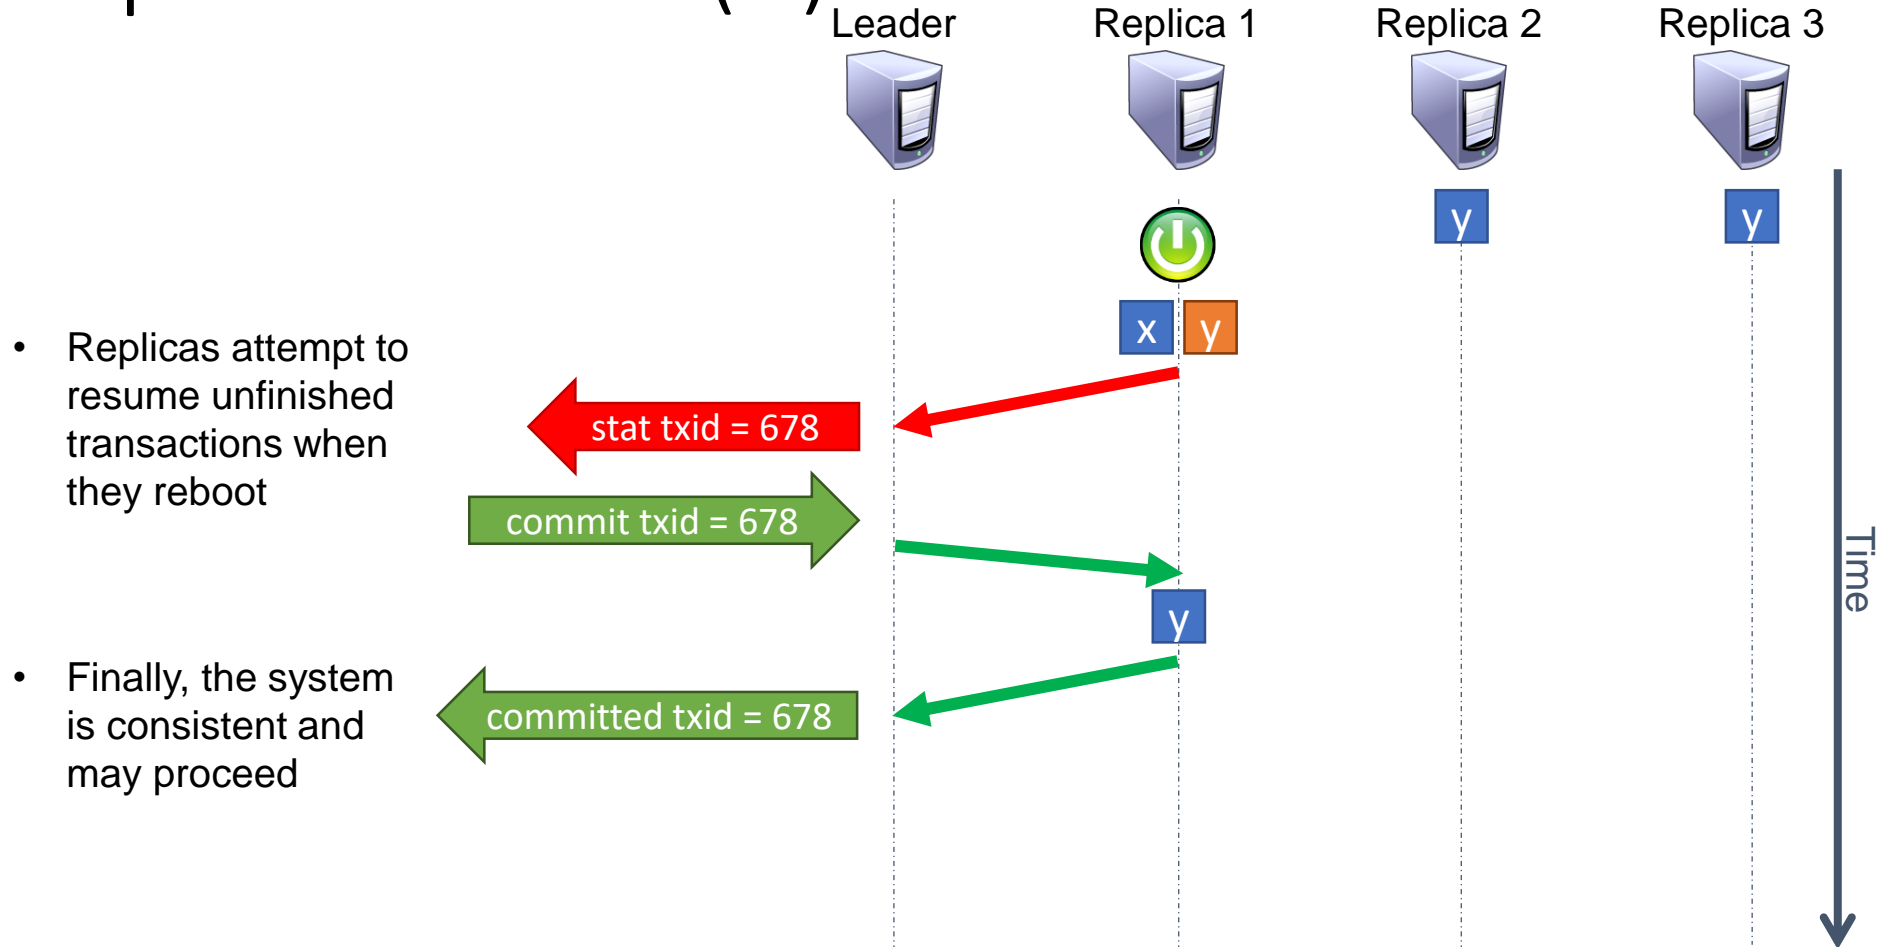 Leader
Replica 1
Replica 2
Replica 3
y
y
x
y
• Replicas attempt to
resume unfinished
transactions when
they reboot
stat txid = 678
commit txid = 678
y
• Finally, the system
is consistent and
may proceed
committed txid = 678
Time